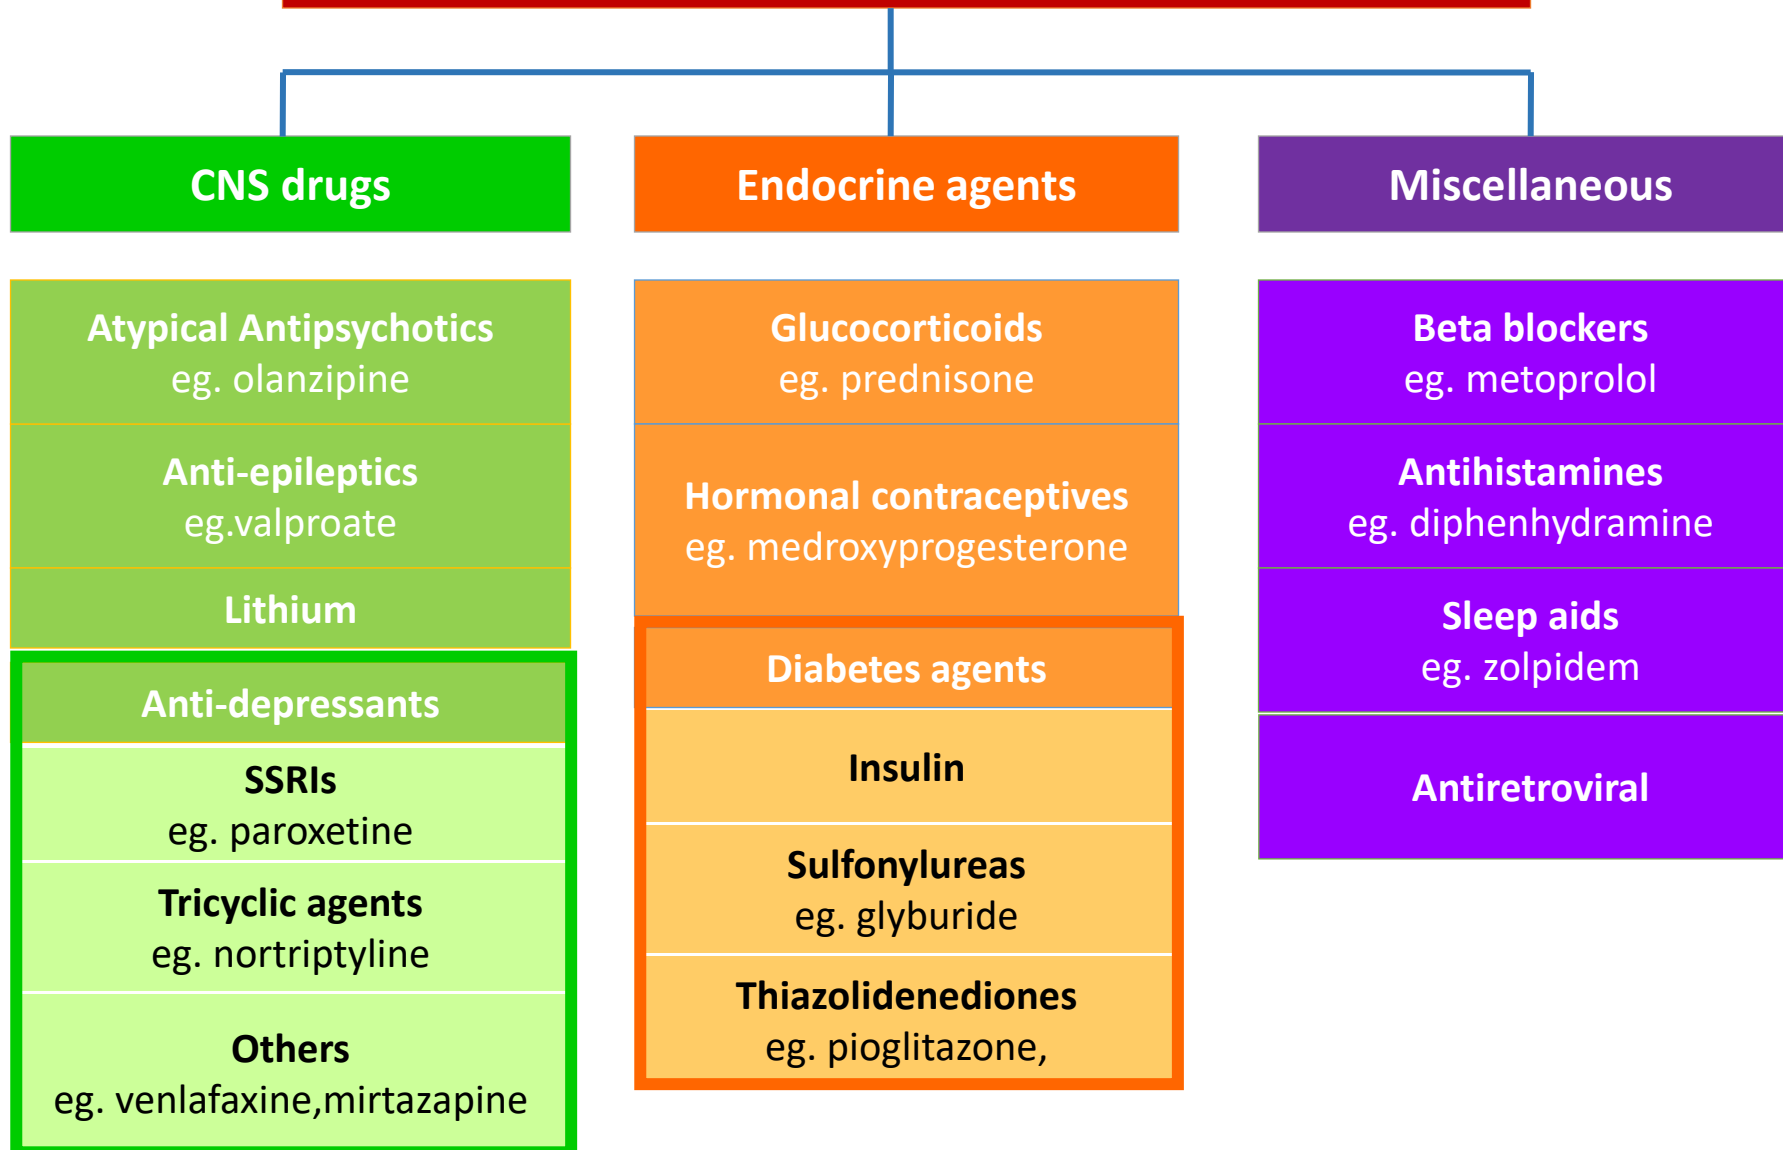 CNS drugs
Atypical Antipsychotics
eg. olanzipine
Anti-epileptics
eg.valproate
Lithium
Anti-depressants
SSRIs
eg. paroxetine
Tricyclic agents
eg. nortriptyline
Others
eg. venlafaxine,mirtazapine
Endocrine agents
Glucocorticoids
eg. prednisone
Hormonal contraceptives
eg. medroxyprogesterone
Diabetes agents
Insulin
Sulfonylureas
eg. glyburide
Thiazolidenediones
eg. pioglitazone,
Miscellaneous
Beta blockers
eg. metoprolol
Antihistamines
eg. diphenhydramine
Sleep aids
eg. zolpidem
Antiretroviral